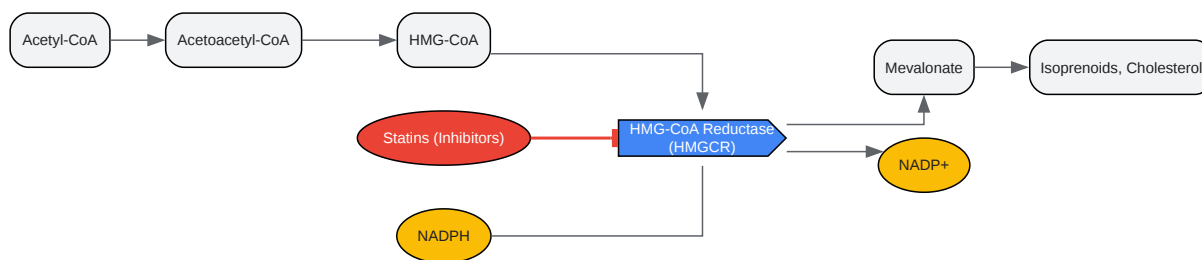 Acetyl-CoA
Acetoacetyl-CoA
HMG-CoA
Mevalonate
Isoprenoids, Cholesterol
Statins (Inhibitors)
HMG-CoA Reductase
(HMGCR)
NADP+
NADPH